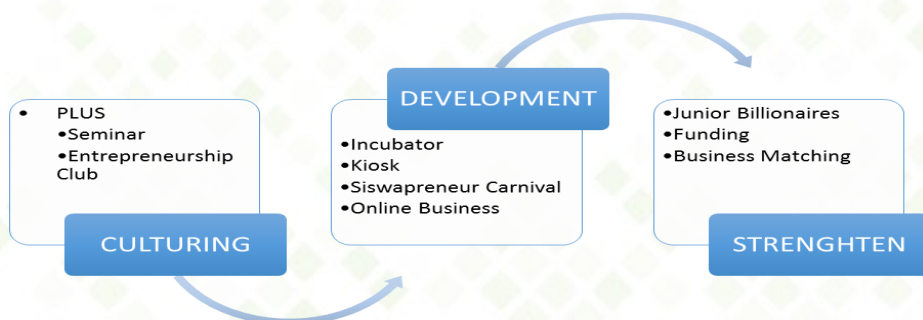 • PLUS
•Seminar
•Entrepreneurship
Club
CULTURING
DEVELOPMENT
•Incubator
•Kiosk
•Siswapreneur Carnival
•Online Business
•Junior Billionaires
•Funding
•Business Matching
STRENGHTEN